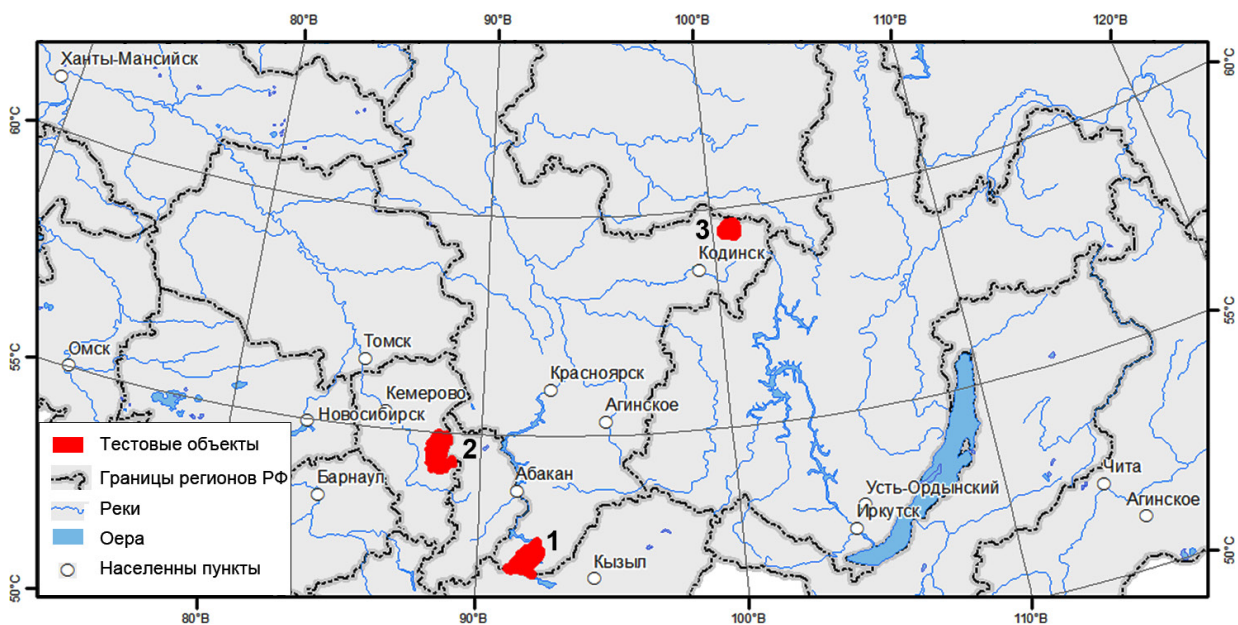 80°В 90°В 100°В 110°В 120°В
Ханты-Мансийск
60°С
60°С
3
Кодинск
55°С
Томск
Омск
55°С
Красноярск
Кемерово
Агинское
Новосибирск
Тестовые объекты
2
Границы регионов РФ
Барнаул
Абакан
Чита
Усть-Ордынский
Агинское
Реки
Иркутск
Оера
1
50°С
Населенны пункты
Кызыл
50°С
80°В 90°В 100°В 110°В